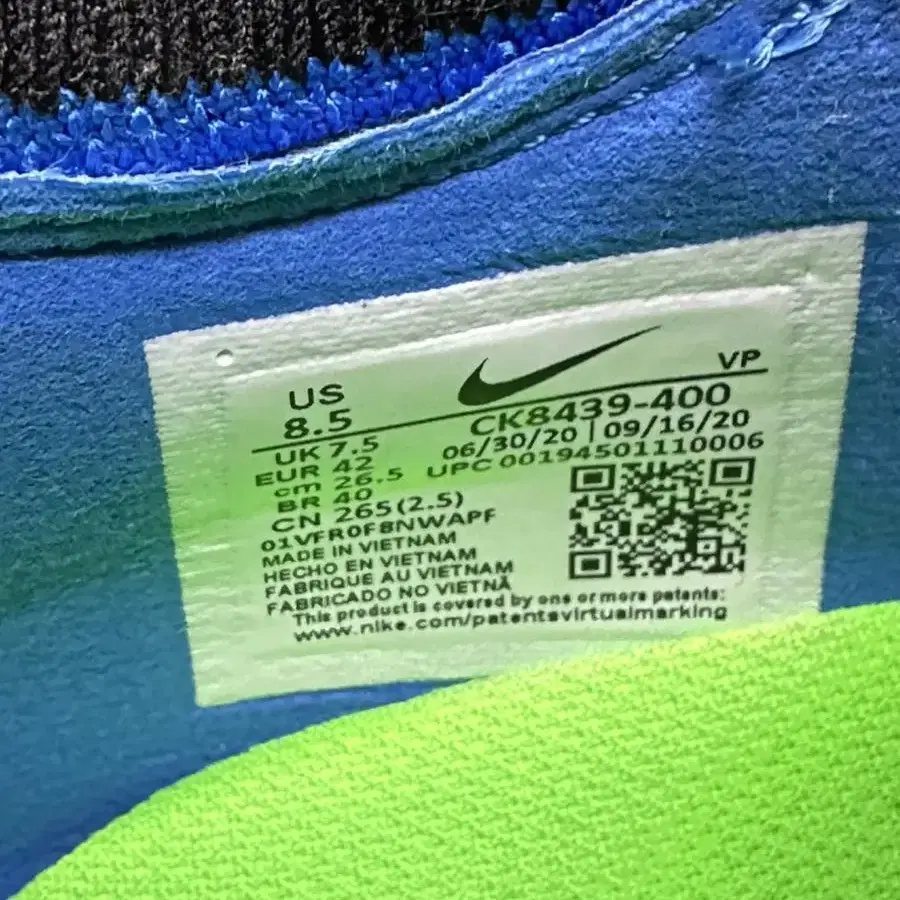 VP
US
8.5
CK8439-400
UK 7.5
06/30/20 | 09/16/20
EUR 42
UPC 00194501110006
cm 26.5
BR 40
CN 265(2.5)
01VFR0F8NWAPF
MADE IN VIETNAM
HECHO EN VIETNAM
FABRIQUE AU VIETNAM
FABRICADO NO VIETNÃ
This product is covered by one or more patents:
www.nike.com/patentsvirtualmarking